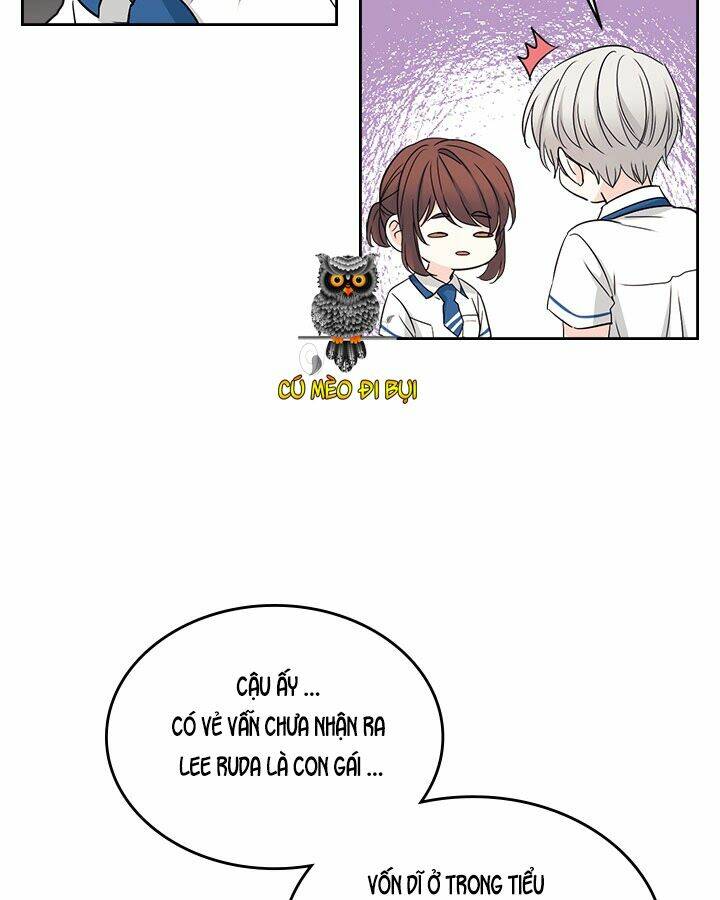 CÚ MÈO ĐI BỤI
CẬU ẤY ...
CÓ VẺ VẪN CHƯA NHẬN RA
LEE RUDA LÀ CON GÁI ...
VỐN DĨ Ở TRONG TIỂU